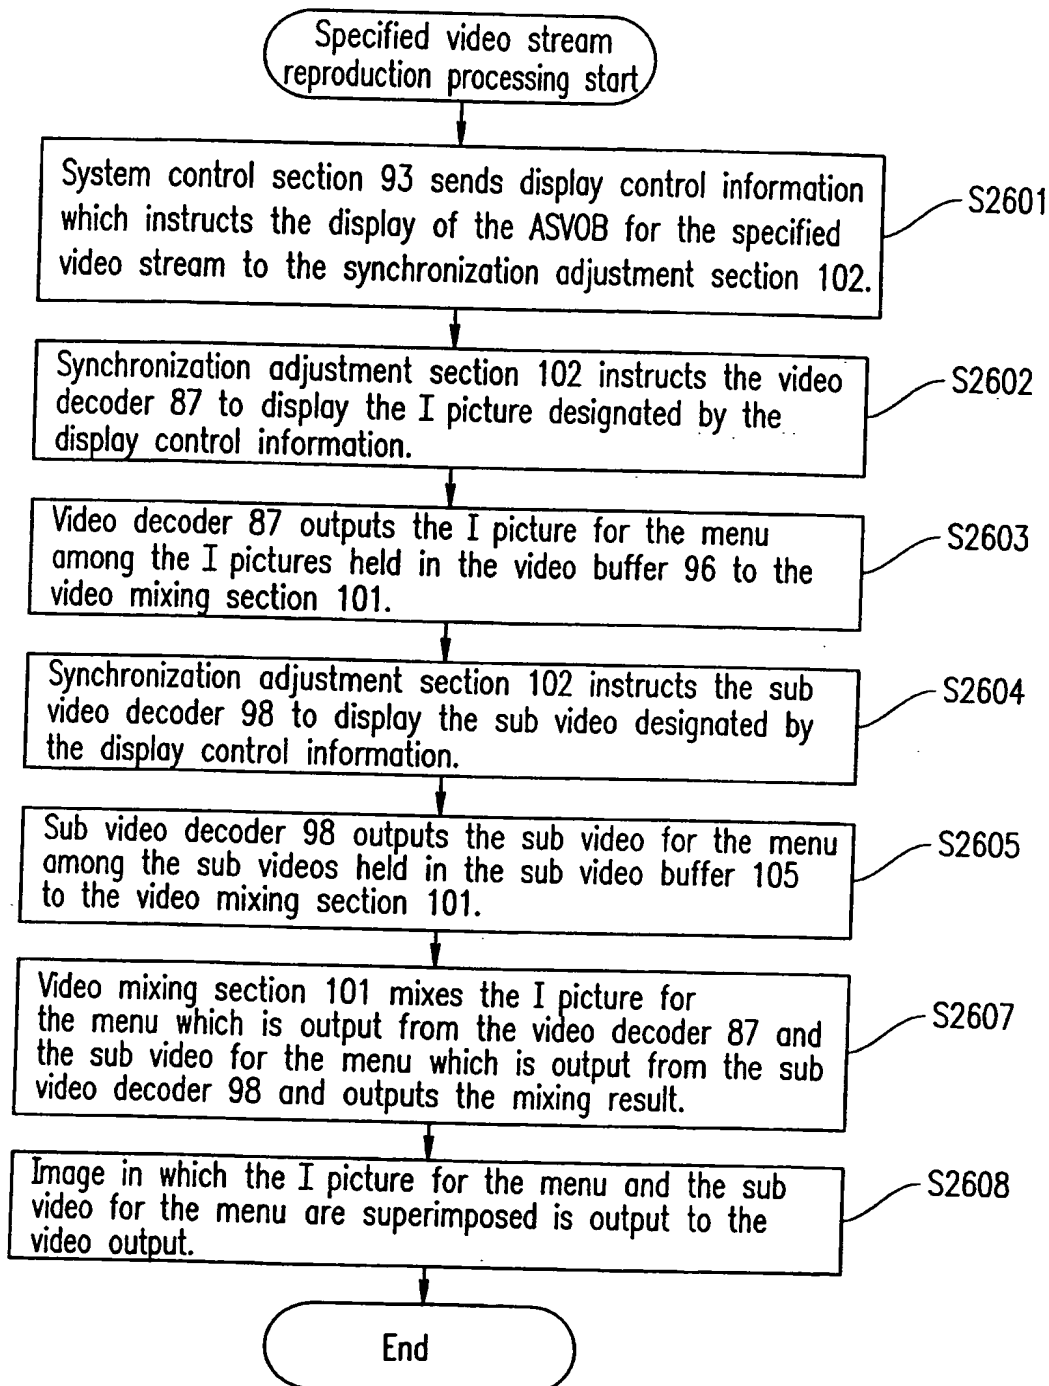 Specified video stream
reproduction processing start
System control section 93 sends display control information
which instructs the display of the ASVOB for the specified
video stream to the synchronization adjustment section 102.
S2601
Synchronization adjustment section 102 instructs the video
decoder 87 to display the I picture designated by the
display control information.
S2602
Video decoder 87 outputs the I picture for the menu
among the I pictures held in the video buffer 96 to the
video mixing section 101.
S2603
Synchronization adjustment section 102 instructs the sub
video decoder 98 to display the sub video designated by
the display control information.
S2604
Sub video decoder 98 outputs the sub video for the menu
among the sub videos held in the sub video buffer 105
to the video mixing section 101.
S2605
Video mixing section 101 mixes the I picture for
the menu which is output from the video decoder 87 and
the sub video for the menu which is output from the sub
video decoder 98 and outputs the mixing result.
S2607
Image in which the I picture for the menu and the sub
video for the menu are superimposed is output to the
video output.
S2608
End